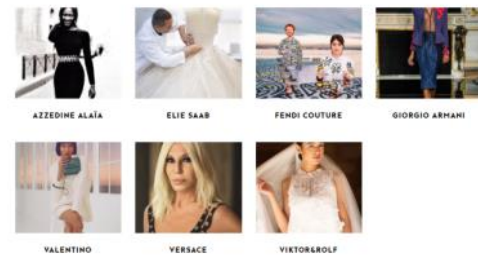 AZZEDINE ALAÏA
ELIE SAAB
FENDI COUTURE
GIORGIO ARMANI
VALENTINO
VERSACE
VIKTOR&ROLF